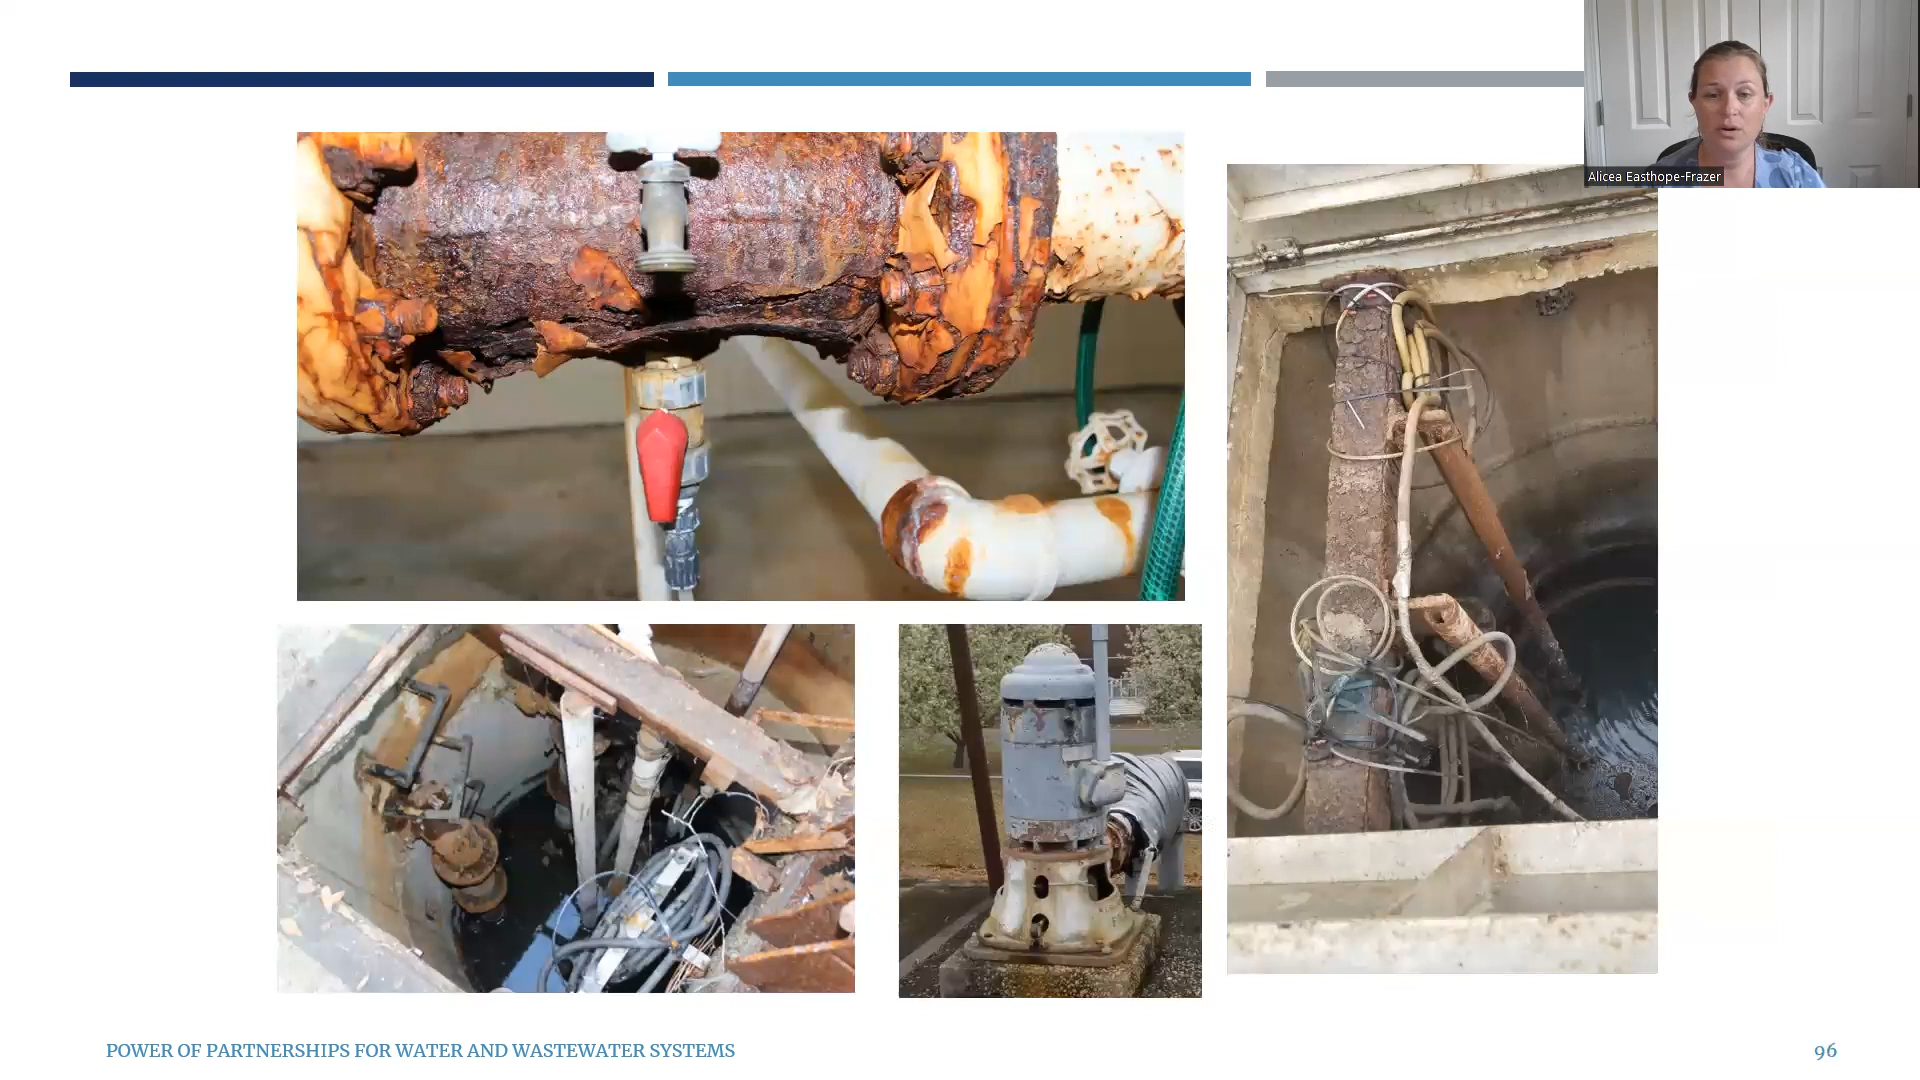 Alicea Easthope-Frazer
POWER OF PARTNERSHIPS FOR WATER AND WASTEWATER SYSTEMS
96